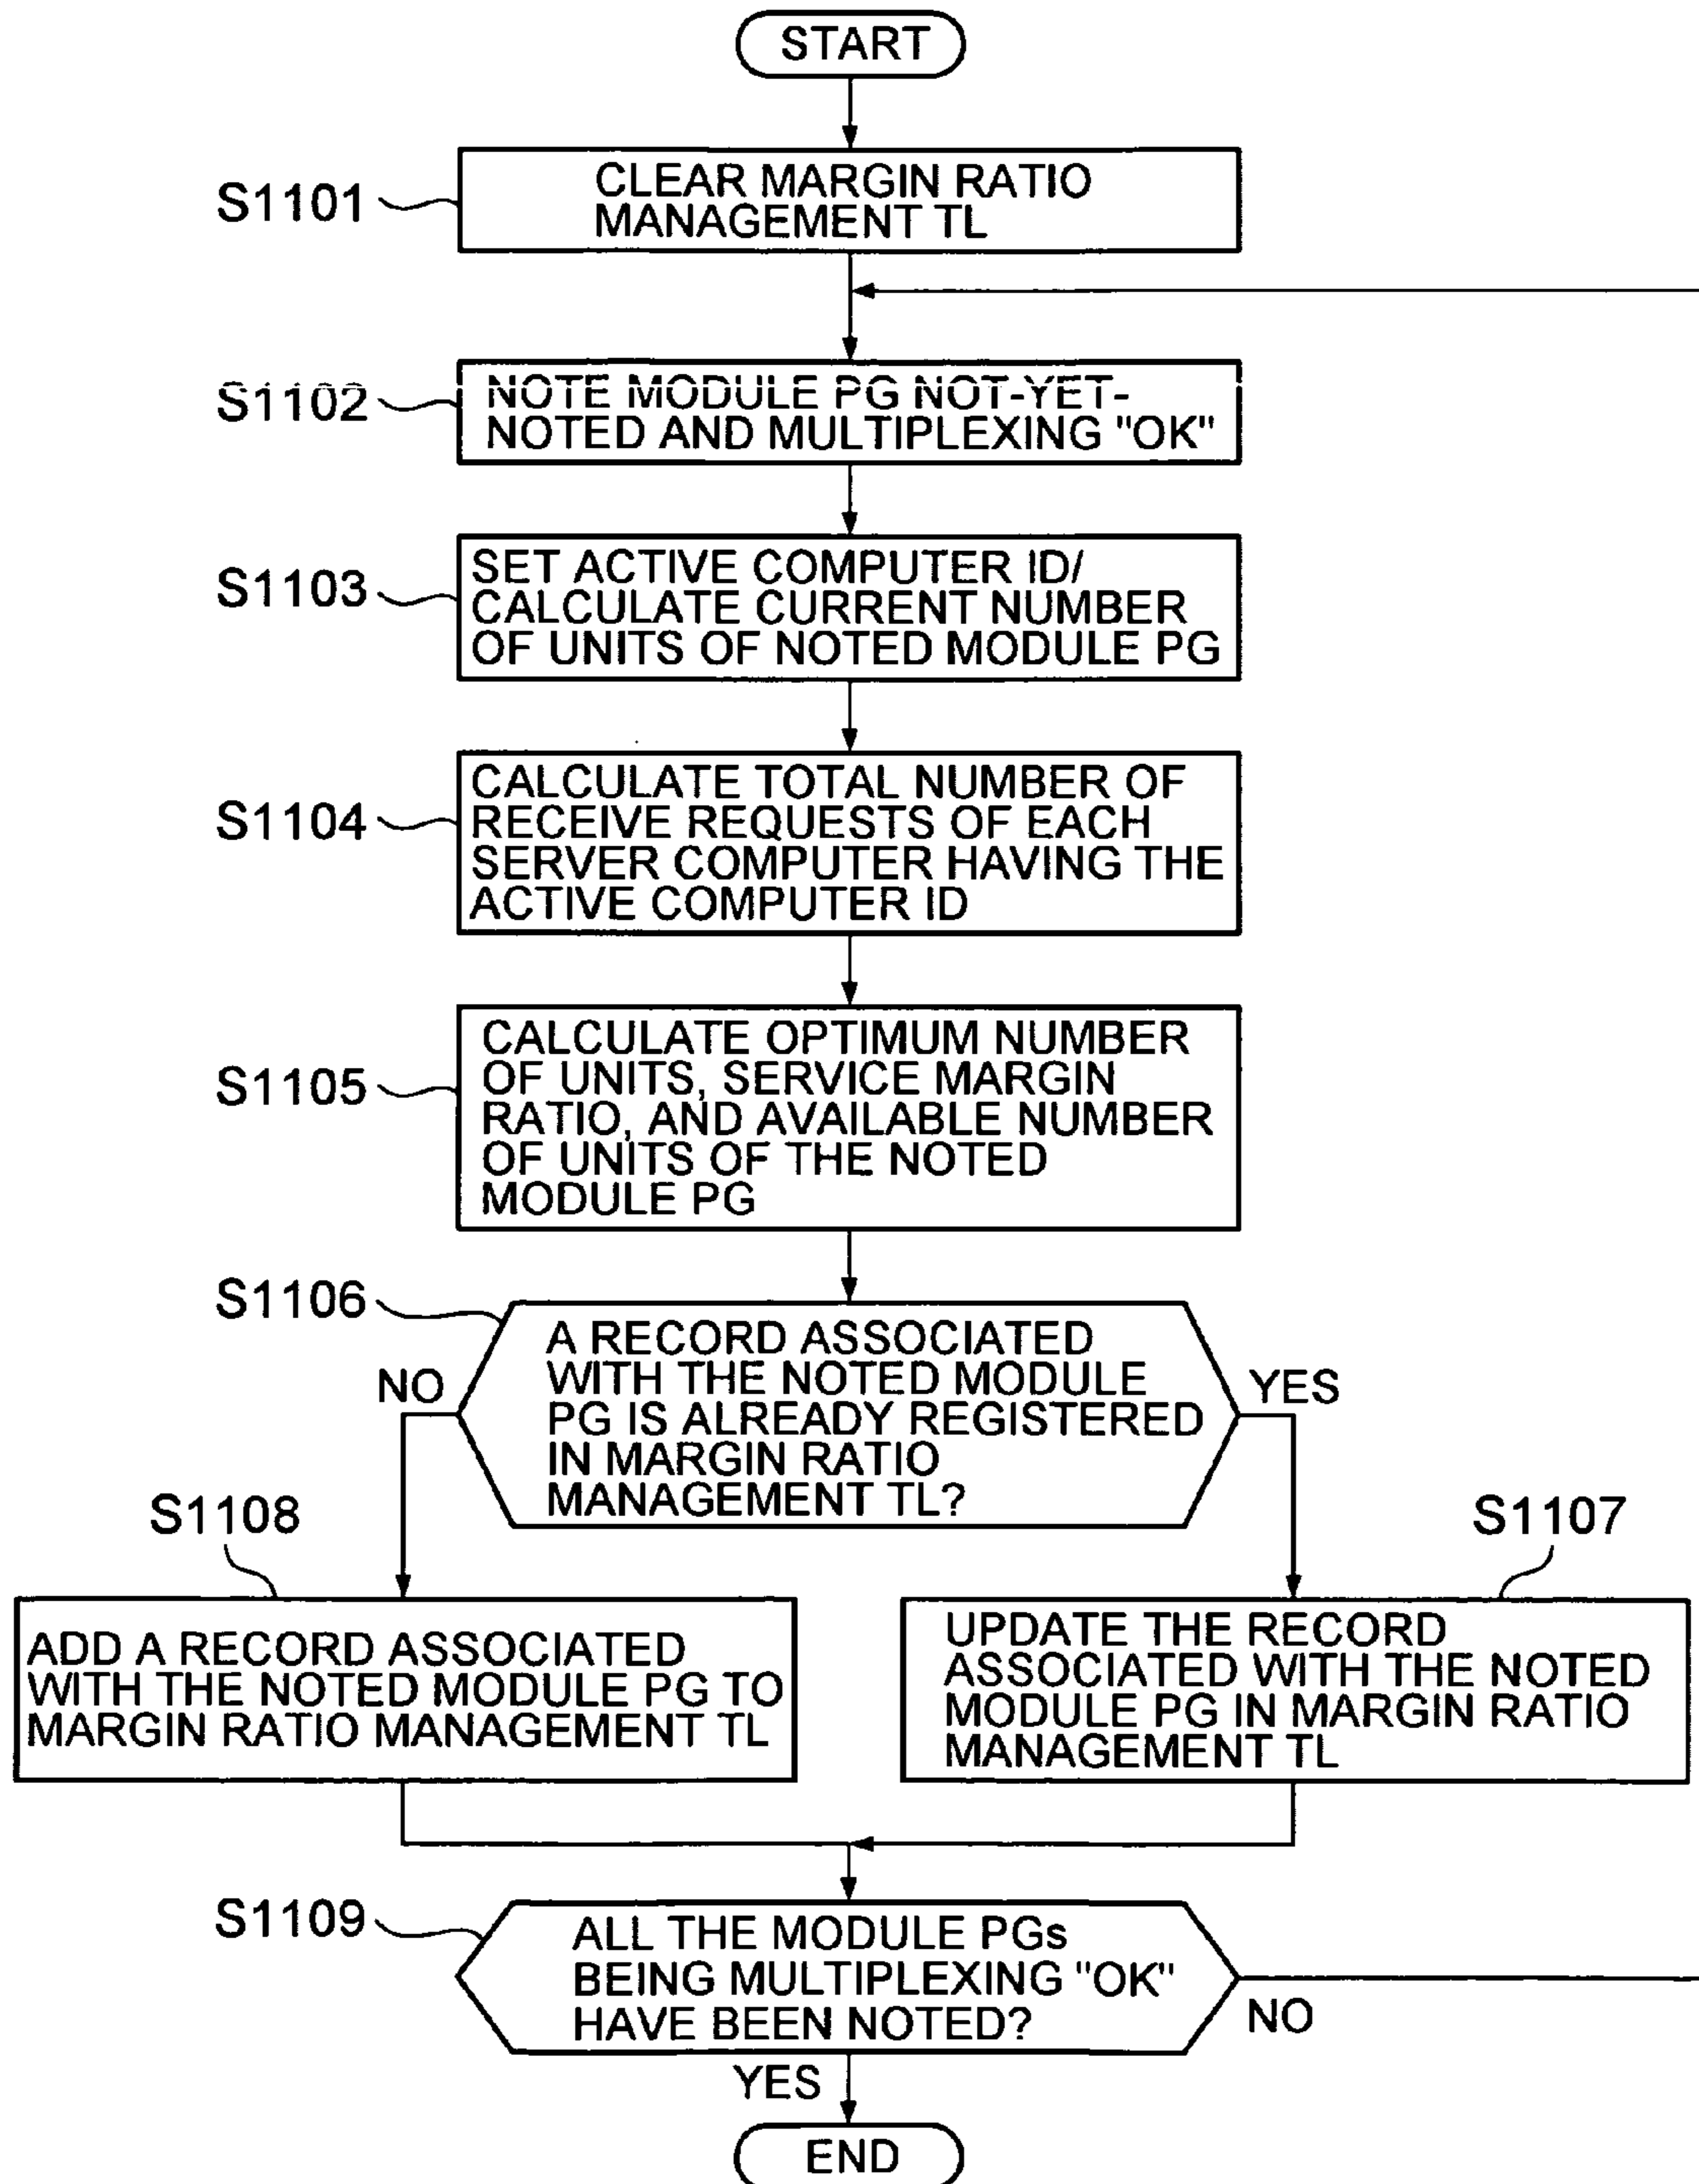 START
S1101
CLEAR MARGIN RATIO
MANAGEMENT TL
S1102
NOTE MODULE PG NOT-YET-
NOTED AND MULTIPLEXING "OK"
S1103
SET ACTIVE COMPUTER ID/
CALCULATE CURRENT NUMBER
OF UNITS OF NOTED MODULE PG
S1104
CALCULATE TOTAL NUMBER OF
RECEIVE REQUESTS OF EACH
SERVER COMPUTER HAVING THE
ACTIVE COMPUTER ID
S1105
CALCULATE OPTIMUM NUMBER
OF UNITS, SERVICE MARGIN
RATIO, AND AVAILABLE NUMBER
OF UNITS OF THE NOTED
MODULE PG
S1106
A RECORD ASSOCIATED
WITH THE NOTED MODULE
PG IS ALREADY REGISTERED
IN MARGIN RATIO
MANAGEMENT TL?
NO
YES
S1108
ADD A RECORD ASSOCIATED
WITH THE NOTED MODULE PG TO
MARGIN RATIO MANAGEMENT TL
S1107
UPDATE THE RECORD
ASSOCIATED WITH THE NOTED
MODULE PG IN MARGIN RATIO
MANAGEMENT TL
S1109
ALL THE MODULE PGs
BEING MULTIPLEXING "OK"
HAVE BEEN NOTED?
NO
YES
END